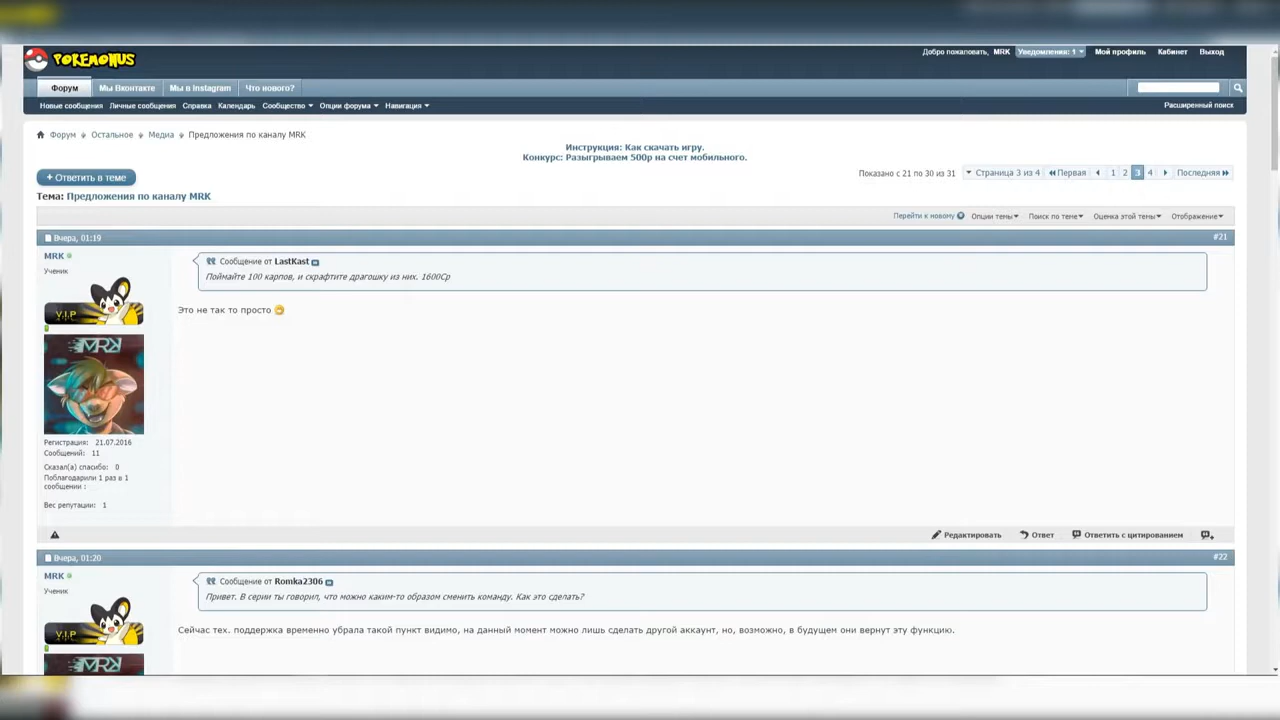 POKEMONUS
Добро пожаловать, MRK Уведомления: 1 Мой профиль Кабинет Выход
Форум Мы Вконтакте Мы в Instagram Что нового?
Новые сообщения Личные сообщения Справка Календарь Сообщество Опции форума Навигация Расширенный поиск
Форум Остальное Медиа Предложения по каналу MRK
Инструкция: Как скачать игру.
Конкурс: Разыгрываем 500р на счет мобильного.
+ Ответить в теме
Показано с 21 по 30 из 31 Страница 3 из 4 Первая 1 2 3 4 Последняя
Тема: Предложения по каналу MRK
Перейти к новому Опции темы Поиск по теме Оценка этой темы Отображение
Вчера, 01:19 #21
MRK
Ученик
V.I.P
MRK
Регистрация: 21.07.2016
Сообщений: 11
Сказал(а) спасибо: 0
Поблагодарили 1 раз в 1
сообщении :
Вес репутации: 1
Сообщение от LastKast
Поймайте 100 карпов, и скрафтите драгошку из них. 1600Ср
Это не так то просто
Редактировать Ответ Ответить с цитированием
Вчера, 01:20 #22
MRK
Ученик
V.I.P
MRK
Сообщение от Romka2306
Привет. В серии ты говорил, что можно каким-то образом сменить команду. Как это сделать?
Сейчас тех. поддержка временно убрала такой пункт видимо, на данный момент можно лишь сделать другой аккаунт, но, возможно, в будущем они вернут эту функцию.